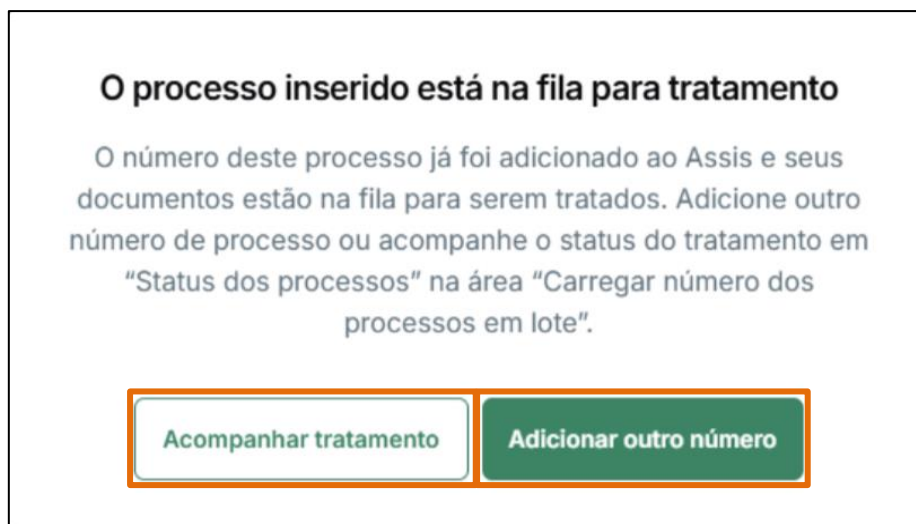 O processo inserido está na fila para tratamento
O número deste processo já foi adicionado ao Assis e seus
documentos estão na fila para serem tratados. Adicione outro
número de processo ou acompanhe o status do tratamento em
“Status dos processos” na área “Carregar número dos
processos em lote”.
Acompanhar tratamento
Adicionar outro número